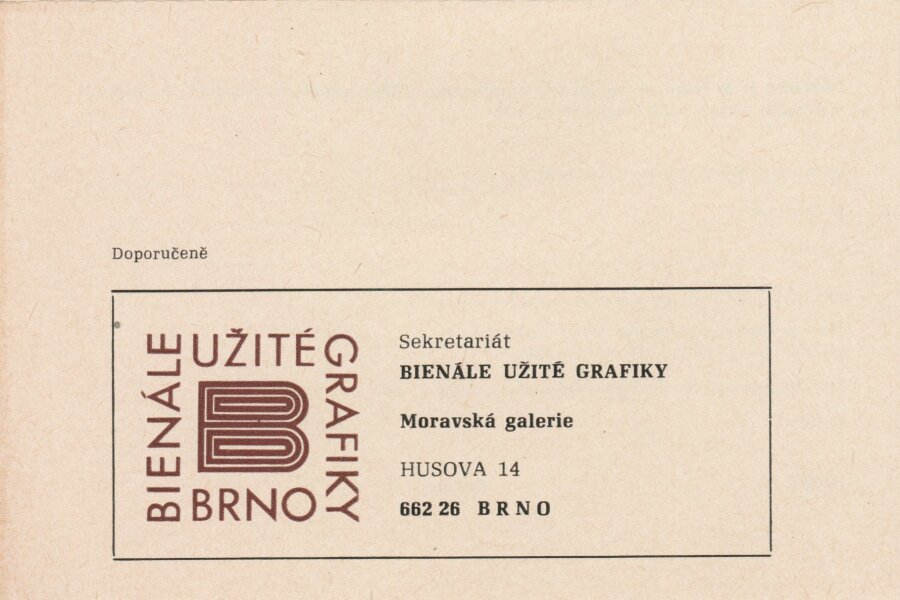 Doporučeně
BIENÁLE
UŽITÉ
GRAFIKY
BRNO
Sekretariát
BIENÁLE UŽITÉ GRAFIKY
Moravská galerie
HUSOVA 14
662 26 BRNO